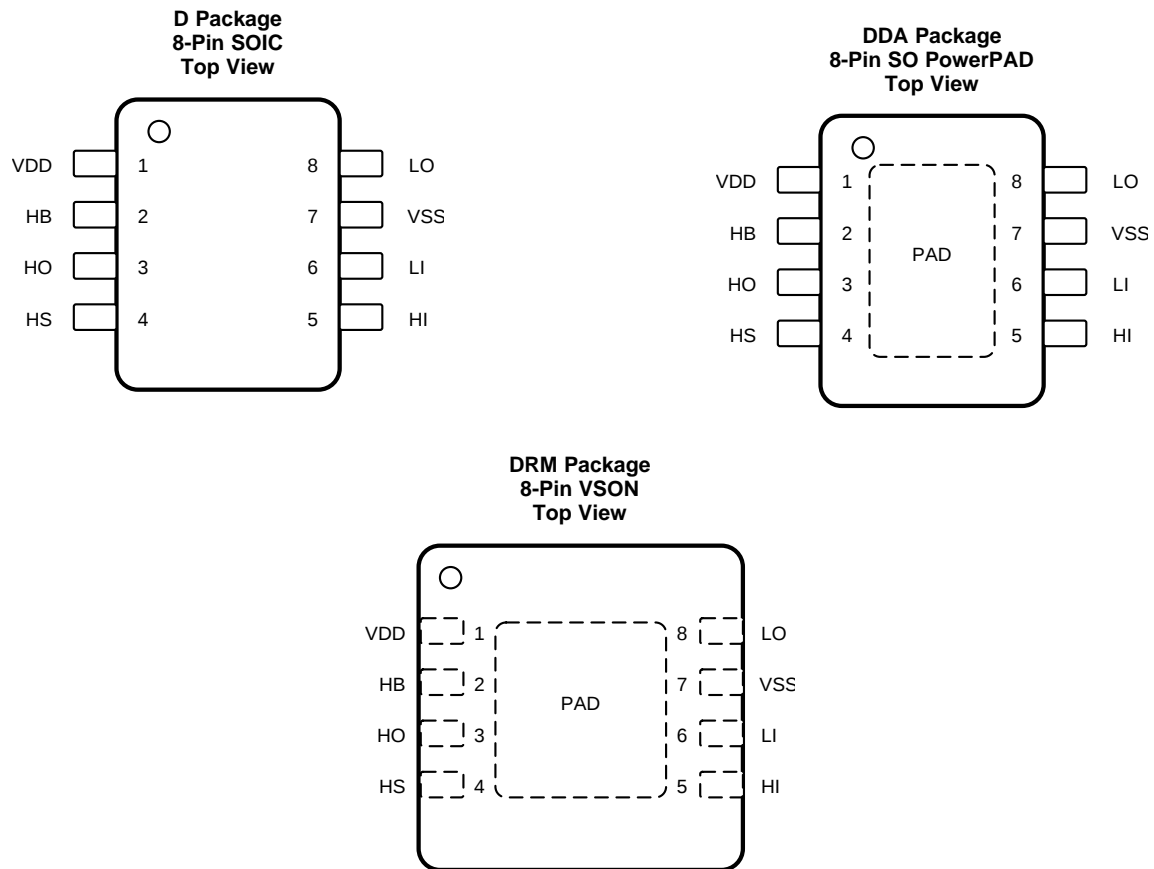 D Package
8-Pin SOIC
Top View
VDD 1 8 LO
HB 2 7 VSS
HO 3 6 LI
HS 4 5 HI
DDA Package
8-Pin SO PowerPAD
Top View
VDD 1 8 LO
HB 2 7 VSS
PAD
HO 3 6 LI
HS 4 5 HI
DRM Package
8-Pin VSON
Top View
VDD 1 8 LO
HB 2 7 VSS
PAD
HO 3 6 LI
HS 4 5 HI